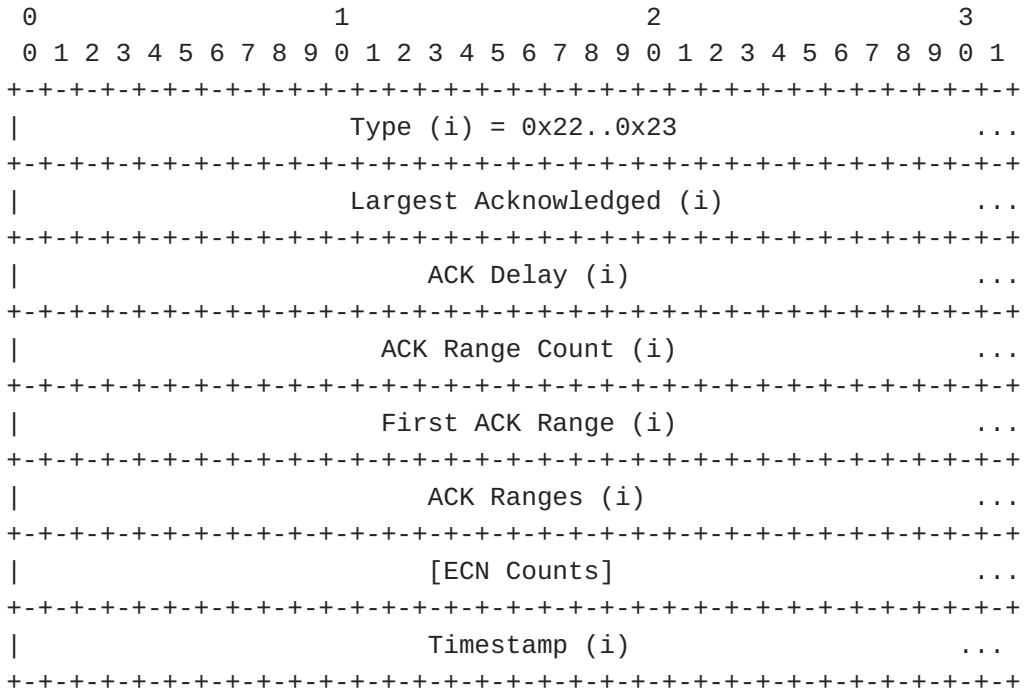 0                   1                   2                   3
 0 1 2 3 4 5 6 7 8 9 0 1 2 3 4 5 6 7 8 9 0 1 2 3 4 5 6 7 8 9 0 1
+-+-+-+-+-+-+-+-+-+-+-+-+-+-+-+-+-+-+-+-+-+-+-+-+-+-+-+-+-+-+-+-+
|                     Type (i) = 0x22..0x23                   ...
+-+-+-+-+-+-+-+-+-+-+-+-+-+-+-+-+-+-+-+-+-+-+-+-+-+-+-+-+-+-+-+-+
|                     Largest Acknowledged (i)                ...
+-+-+-+-+-+-+-+-+-+-+-+-+-+-+-+-+-+-+-+-+-+-+-+-+-+-+-+-+-+-+-+-+
|                          ACK Delay (i)                      ...
+-+-+-+-+-+-+-+-+-+-+-+-+-+-+-+-+-+-+-+-+-+-+-+-+-+-+-+-+-+-+-+-+
|                       ACK Range Count (i)                   ...
+-+-+-+-+-+-+-+-+-+-+-+-+-+-+-+-+-+-+-+-+-+-+-+-+-+-+-+-+-+-+-+-+
|                       First ACK Range (i)                   ...
+-+-+-+-+-+-+-+-+-+-+-+-+-+-+-+-+-+-+-+-+-+-+-+-+-+-+-+-+-+-+-+-+
|                          ACK Ranges (i)                     ...
+-+-+-+-+-+-+-+-+-+-+-+-+-+-+-+-+-+-+-+-+-+-+-+-+-+-+-+-+-+-+-+-+
|                          [ECN Counts]                       ...
+-+-+-+-+-+-+-+-+-+-+-+-+-+-+-+-+-+-+-+-+-+-+-+-+-+-+-+-+-+-+-+-+
|                          Timestamp (i)                     ...
+-+-+-+-+-+-+-+-+-+-+-+-+-+-+-+-+-+-+-+-+-+-+-+-+-+-+-+-+-+-+-+-+